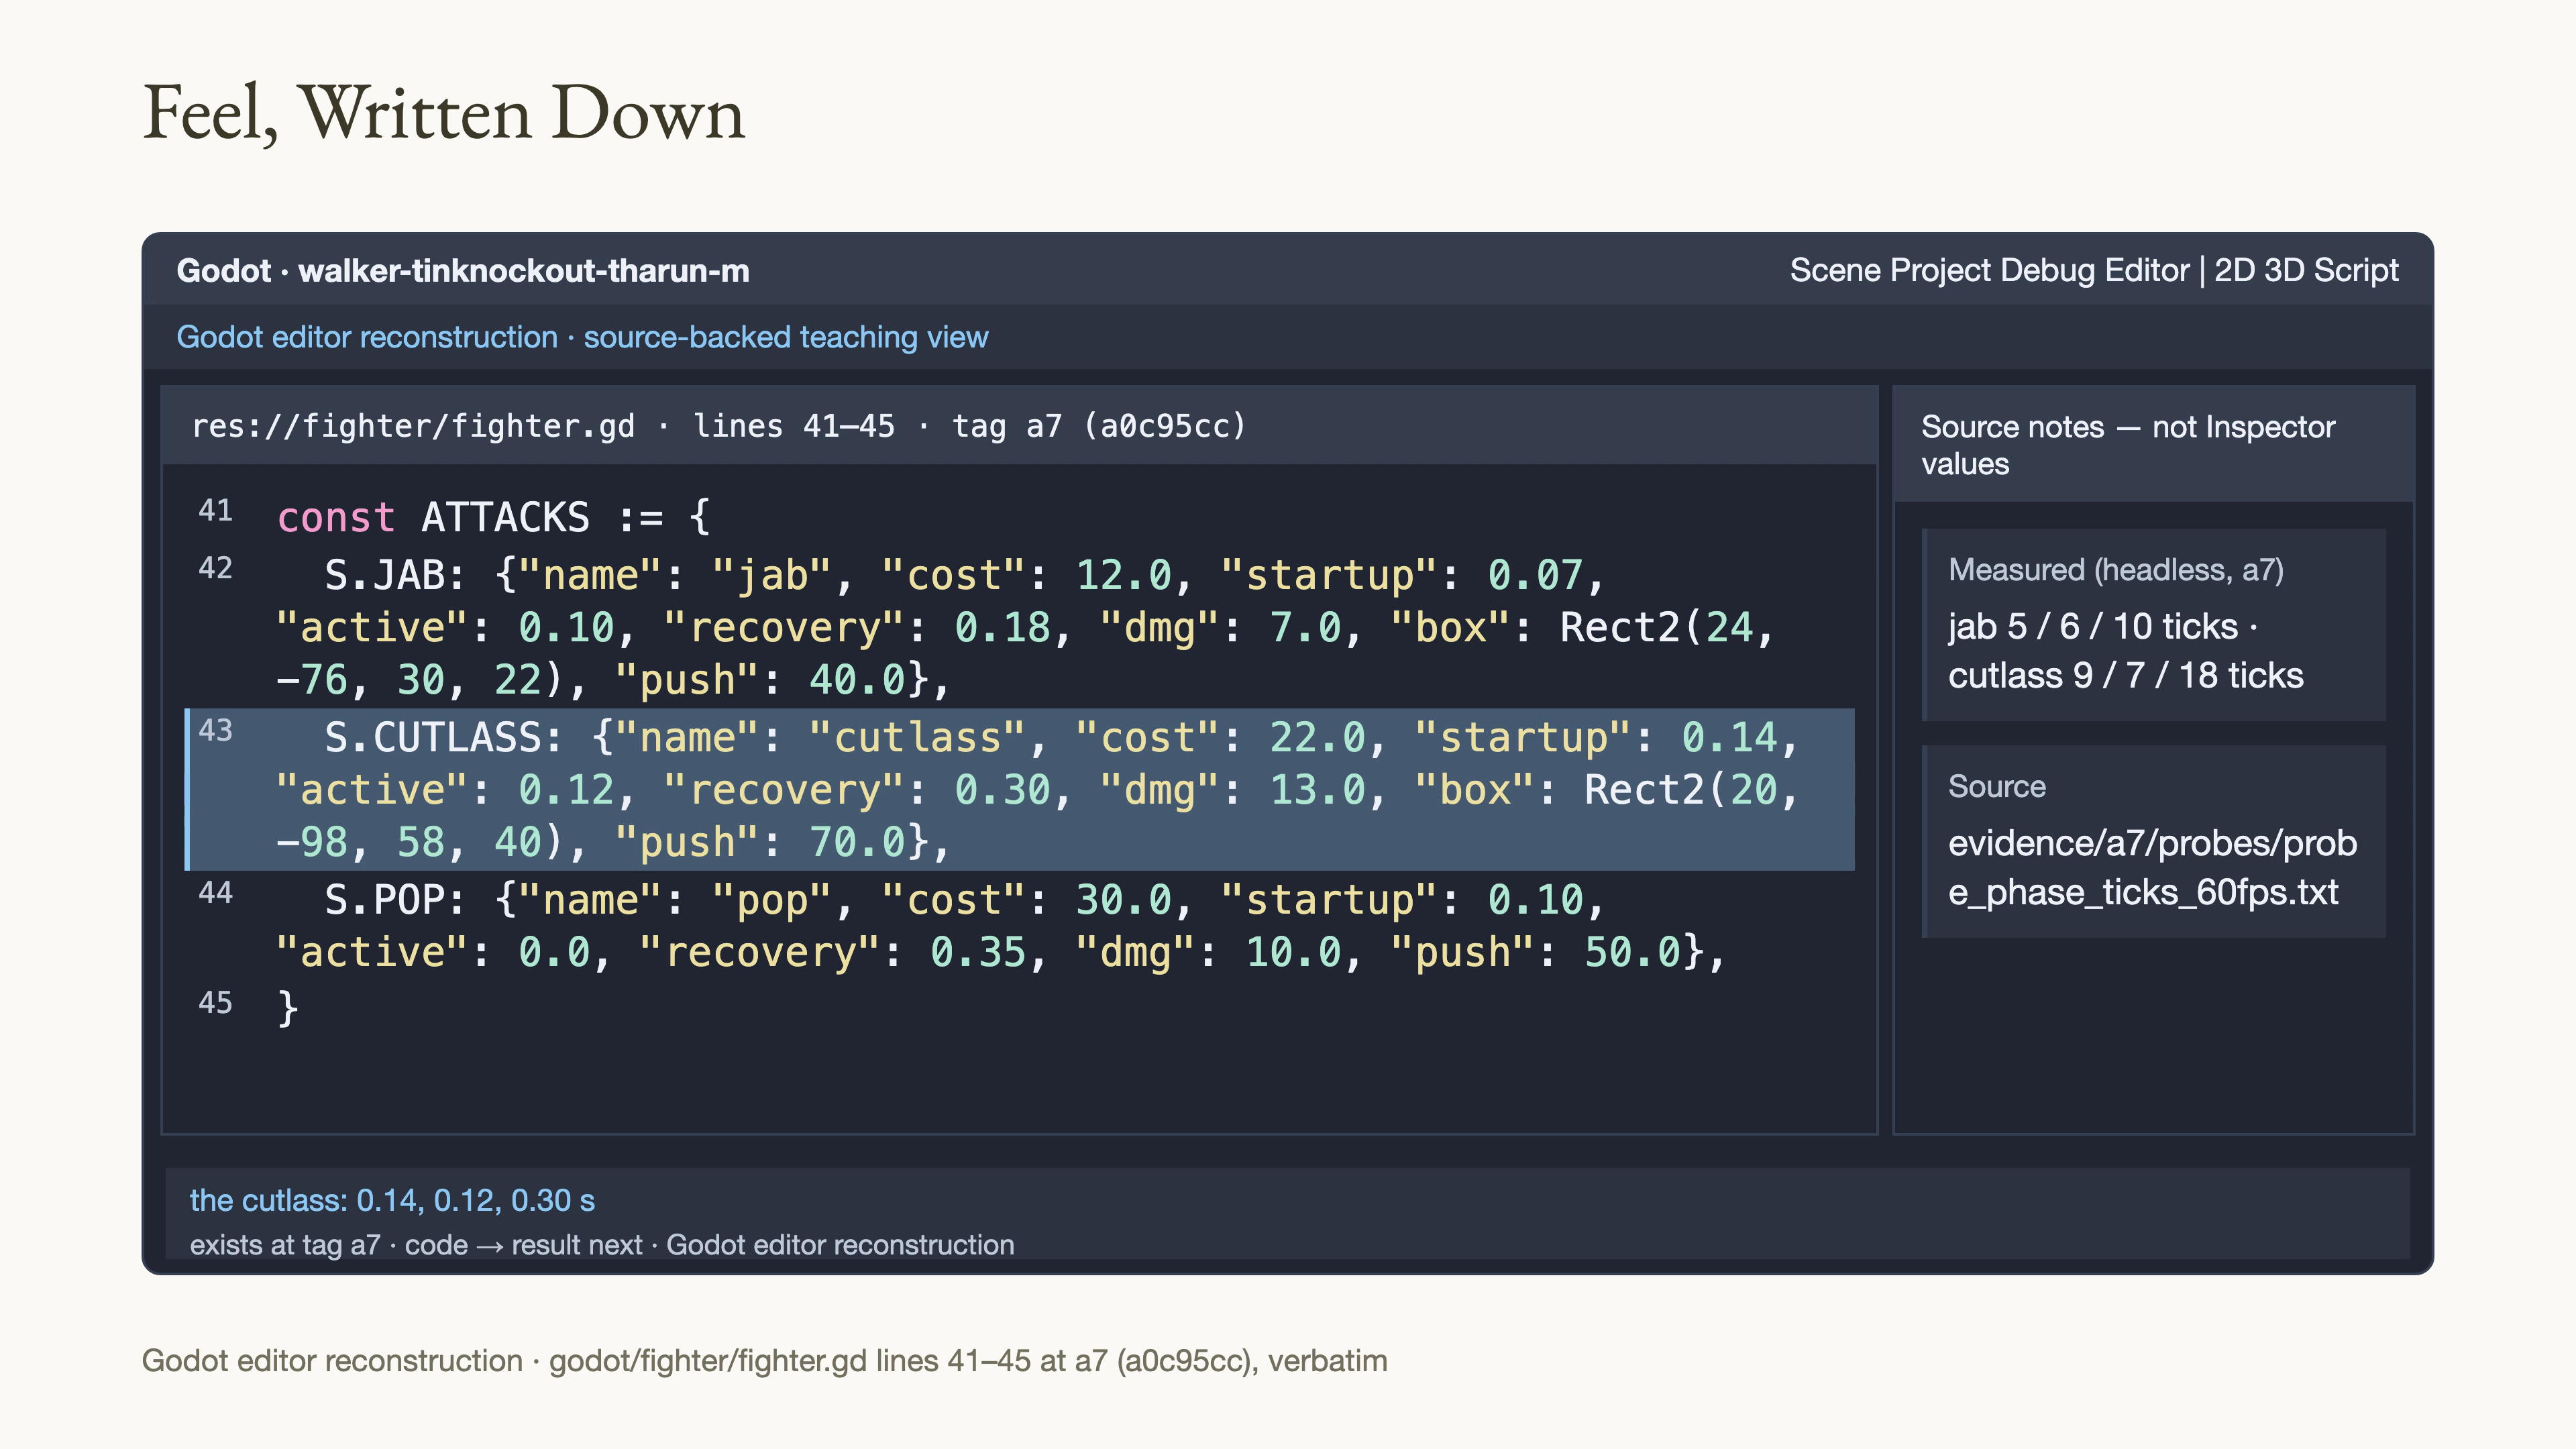 Feel, Written Down
Godot · walker-tinknockout-tharun-m
Scene Project Debug Editor | 2D 3D Script
Godot editor reconstruction · source-backed teaching view
res://fighter/fighter.gd · lines 41–45 · tag a7 (a0c95cc)
41 const ATTACKS := {
42 S.JAB: {"name": "jab", "cost": 12.0, "startup": 0.07,
"active": 0.10, "recovery": 0.18, "dmg": 7.0, "box": Rect2(24,
−76, 30, 22), "push": 40.0},
43 S.CUTLASS: {"name": "cutlass", "cost": 22.0, "startup": 0.14,
"active": 0.12, "recovery": 0.30, "dmg": 13.0, "box": Rect2(20,
−98, 58, 40), "push": 70.0},
44 S.POP: {"name": "pop", "cost": 30.0, "startup": 0.10,
"active": 0.0, "recovery": 0.35, "dmg": 10.0, "push": 50.0},
45 }
Source notes — not Inspector
values
Measured (headless, a7)
jab 5 / 6 / 10 ticks ·
cutlass 9 / 7 / 18 ticks
Source
evidence/a7/probes/prob
e_phase_ticks_60fps.txt
the cutlass: 0.14, 0.12, 0.30 s
exists at tag a7 · code → result next · Godot editor reconstruction
Godot editor reconstruction · godot/fighter/fighter.gd lines 41–45 at a7 (a0c95cc), verbatim